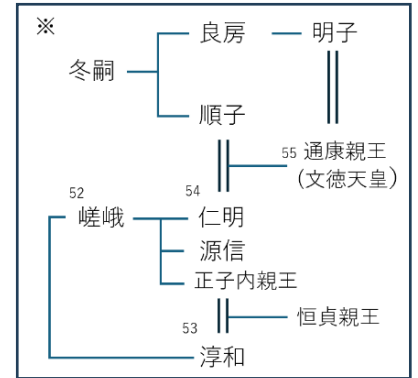 ※
良房 明子
冬嗣
順子
55 通康親王
(文徳天皇)
52 54
嵯峨 仁明
源信
正子内親王
恒貞親王
53
淳和